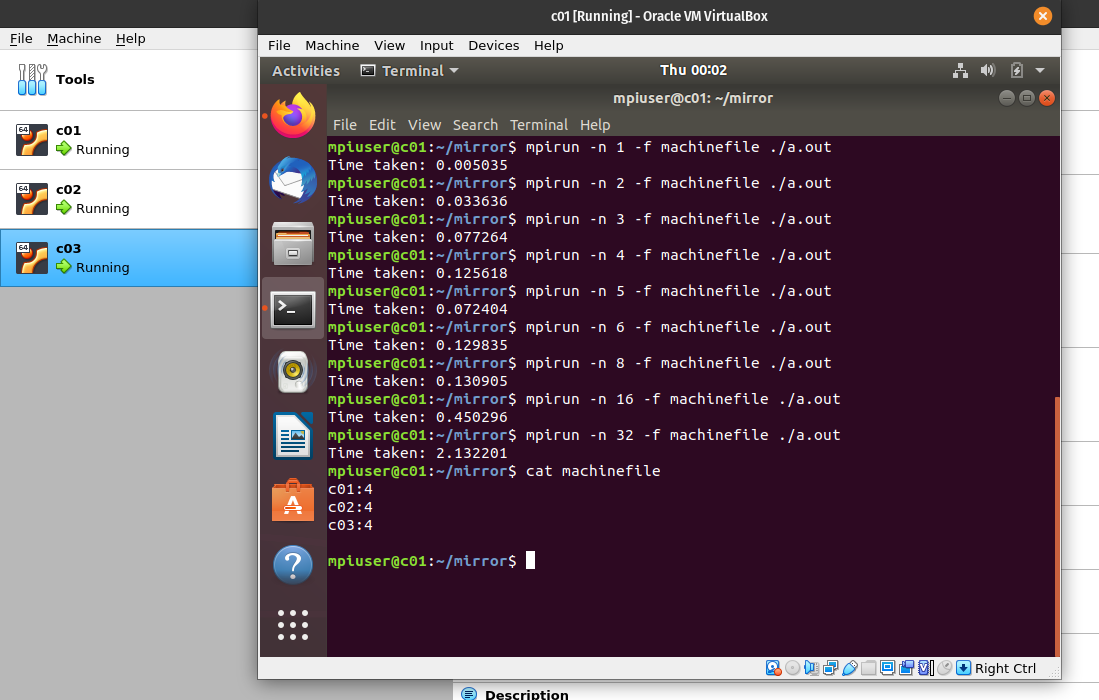 c01 [Running] - Oracle VM VirtualBox
File Machine Help
File Machine View Input Devices Help
Tools
64
c01
Running
64
c02
Running
64
c03
Running
Activities Terminal Thu 00:02
mpiuser@c01: ~/mirror
File Edit View Search Terminal Help
mpiuser@c01:~/mirror$ mpirun -n 1 -f machinefile ./a.out
Time taken: 0.005035
mpiuser@c01:~/mirror$ mpirun -n 2 -f machinefile ./a.out
Time taken: 0.033636
mpiuser@c01:~/mirror$ mpirun -n 3 -f machinefile ./a.out
Time taken: 0.077264
mpiuser@c01:~/mirror$ mpirun -n 4 -f machinefile ./a.out
Time taken: 0.125618
mpiuser@c01:~/mirror$ mpirun -n 5 -f machinefile ./a.out
Time taken: 0.072404
mpiuser@c01:~/mirror$ mpirun -n 6 -f machinefile ./a.out
Time taken: 0.129835
mpiuser@c01:~/mirror$ mpirun -n 8 -f machinefile ./a.out
Time taken: 0.130905
mpiuser@c01:~/mirror$ mpirun -n 16 -f machinefile ./a.out
Time taken: 0.450296
mpiuser@c01:~/mirror$ mpirun -n 32 -f machinefile ./a.out
Time taken: 2.132201
mpiuser@c01:~/mirror$ cat machinefile
c01:4
c02:4
c03:4
mpiuser@c01:~/mirror$
Right Ctrl
Description